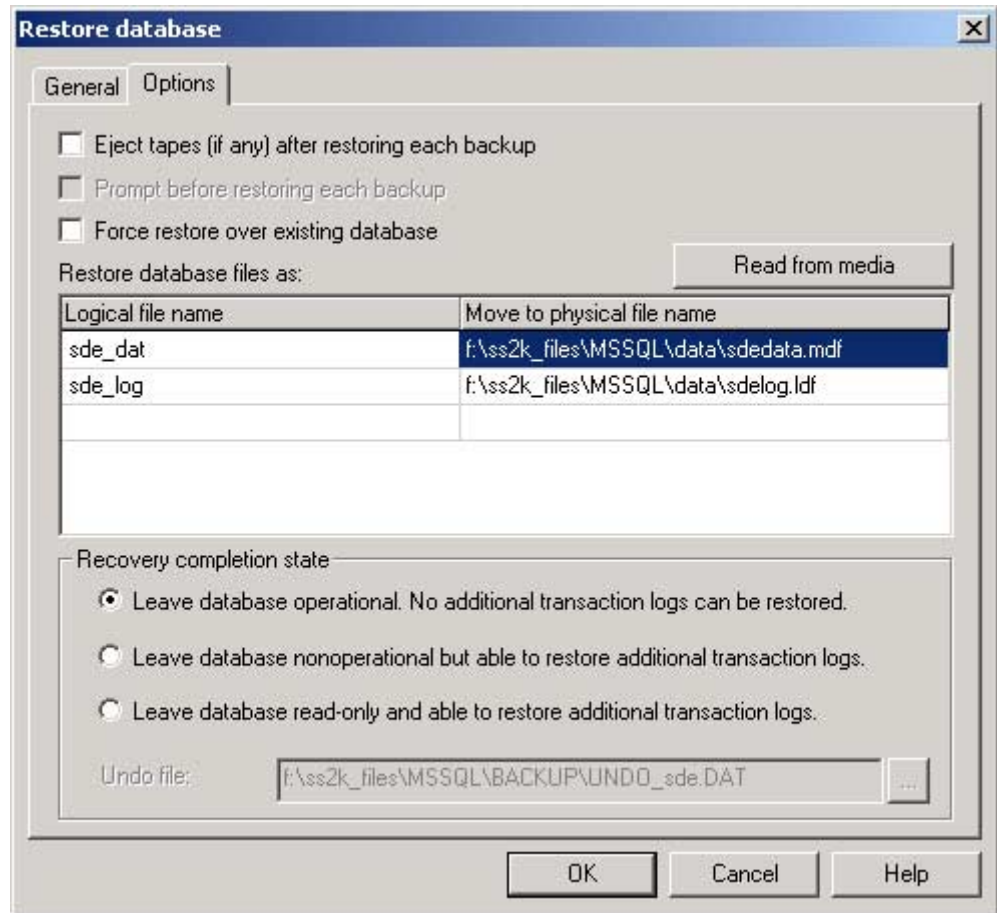 Restore database
General Options
Eject tapes (if any) after restoring each backup
Prompt before restoring each backup
Force restore over existing database
Restore database files as: Read from media
Logical file name Move to physical file name
sde_dat f:\ss2k_files\MSSQL\data\sdedata.mdf
sde_log f:\ss2k_files\MSSQL\data\sdelog.ldf
Recovery completion state
Leave database operational. No additional transaction logs can be restored.
Leave database nonoperational but able to restore additional transaction logs.
Leave database read-only and able to restore additional transaction logs.
Undo file: f:\ss2k_files\MSSQL\BACKUP\UNDO_sde.DAT ...
OK Cancel Help